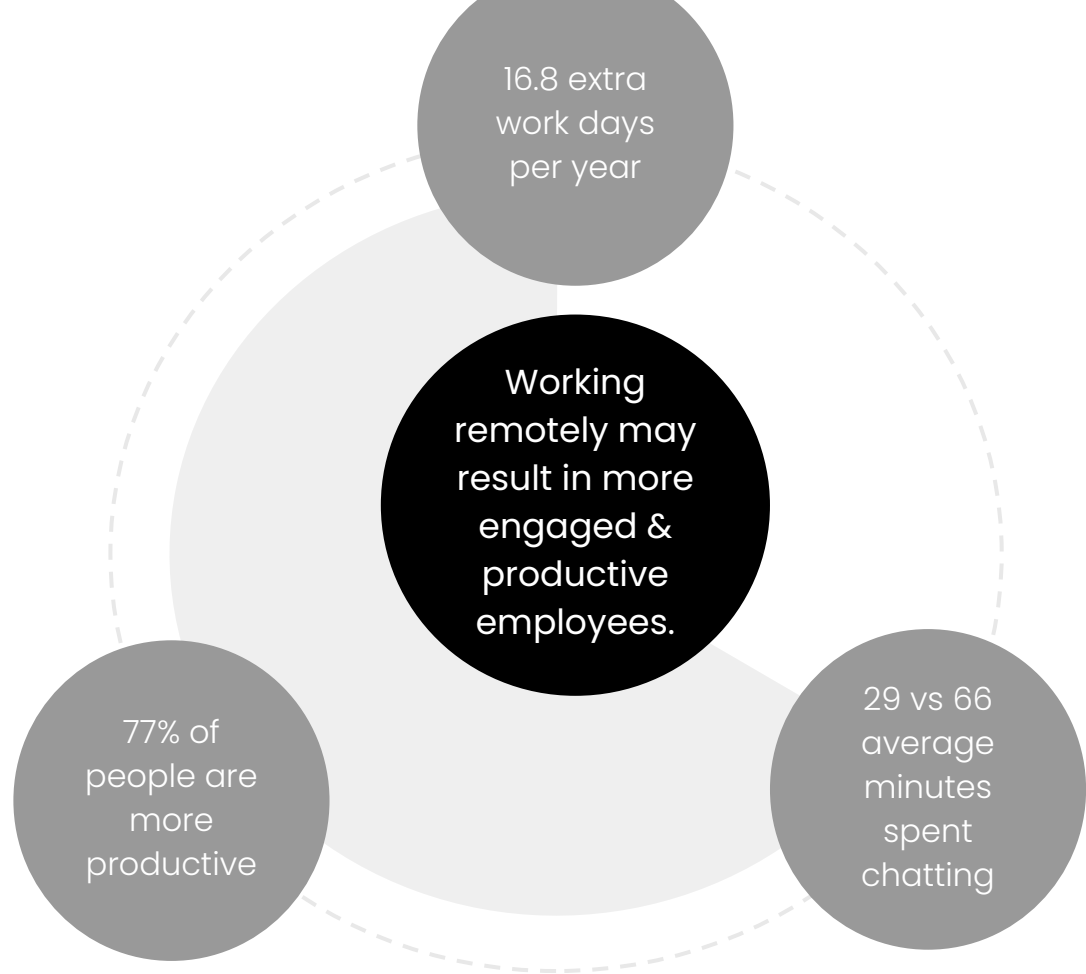 16.8 extra
work days
per year
Working
remotely may
result in more
engaged &
productive
employees.
77% of
people are
more
productive
29 vs 66
average
minutes
spent
chatting